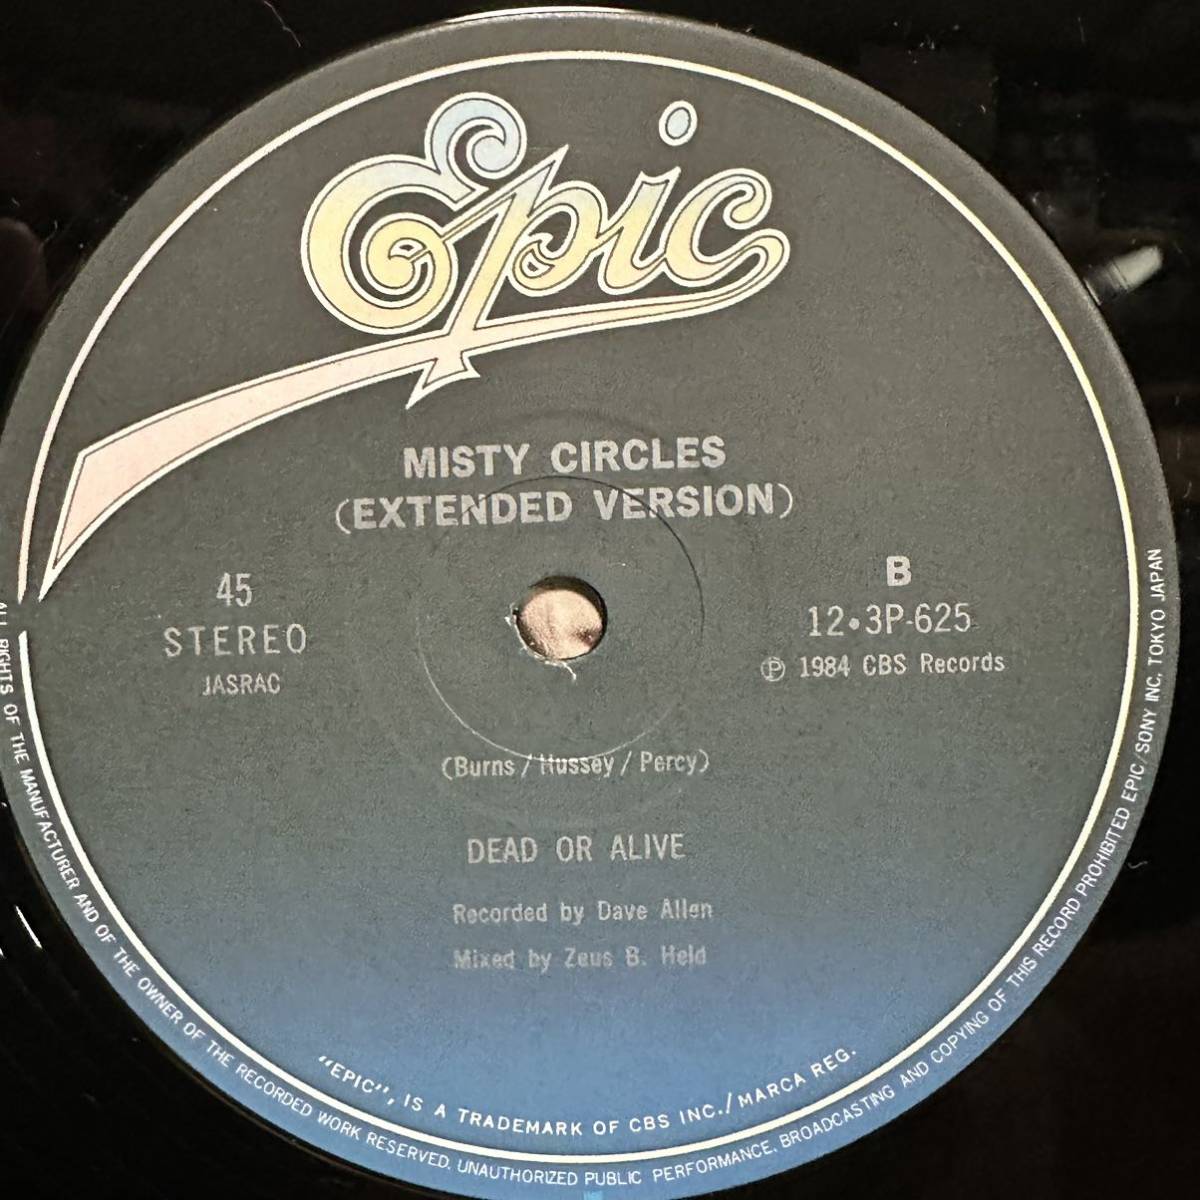 Epic
MISTY CIRCLES
(EXTENDED VERSION)
45
STEREO
JASRAC
B
12•3P-625
Ⓟ 1984 CBS Records
(Burns / Hussey / Percy)
DEAD OR ALIVE
Recorded by Dave Allen
Mixed by Zeus B. Held
"EPIC", IS A TRADEMARK OF CBS INC./MARCA REG.
ALL RIGHTS OF THE MANUFACTURER AND OF THE OWNER OF THE RECORDED WORK RESERVED. UNAUTHORIZED PUBLIC PERFORMANCE, BROADCASTING AND COPYING OF THIS RECORD PROHIBITED EPIC/SONY INC. TOKYO JAPAN